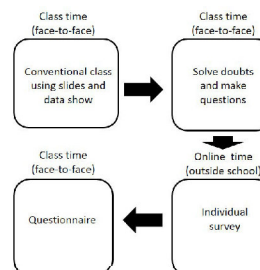 Class time
(face-to-face)
Conventional class
using slides and
data show
Class time
(face-to-face)
Solve doubts
and make
questions
Online time
(outside school)
Individual
survey
Class time
(face-to-face)
Questionnaire